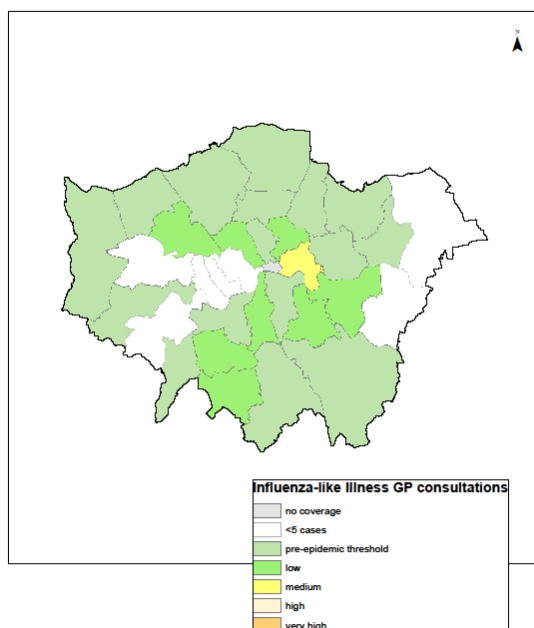 N
Influenza-like Illness GP consultations
no coverage
<5 cases
pre-epidemic threshold
low
medium
high
very high